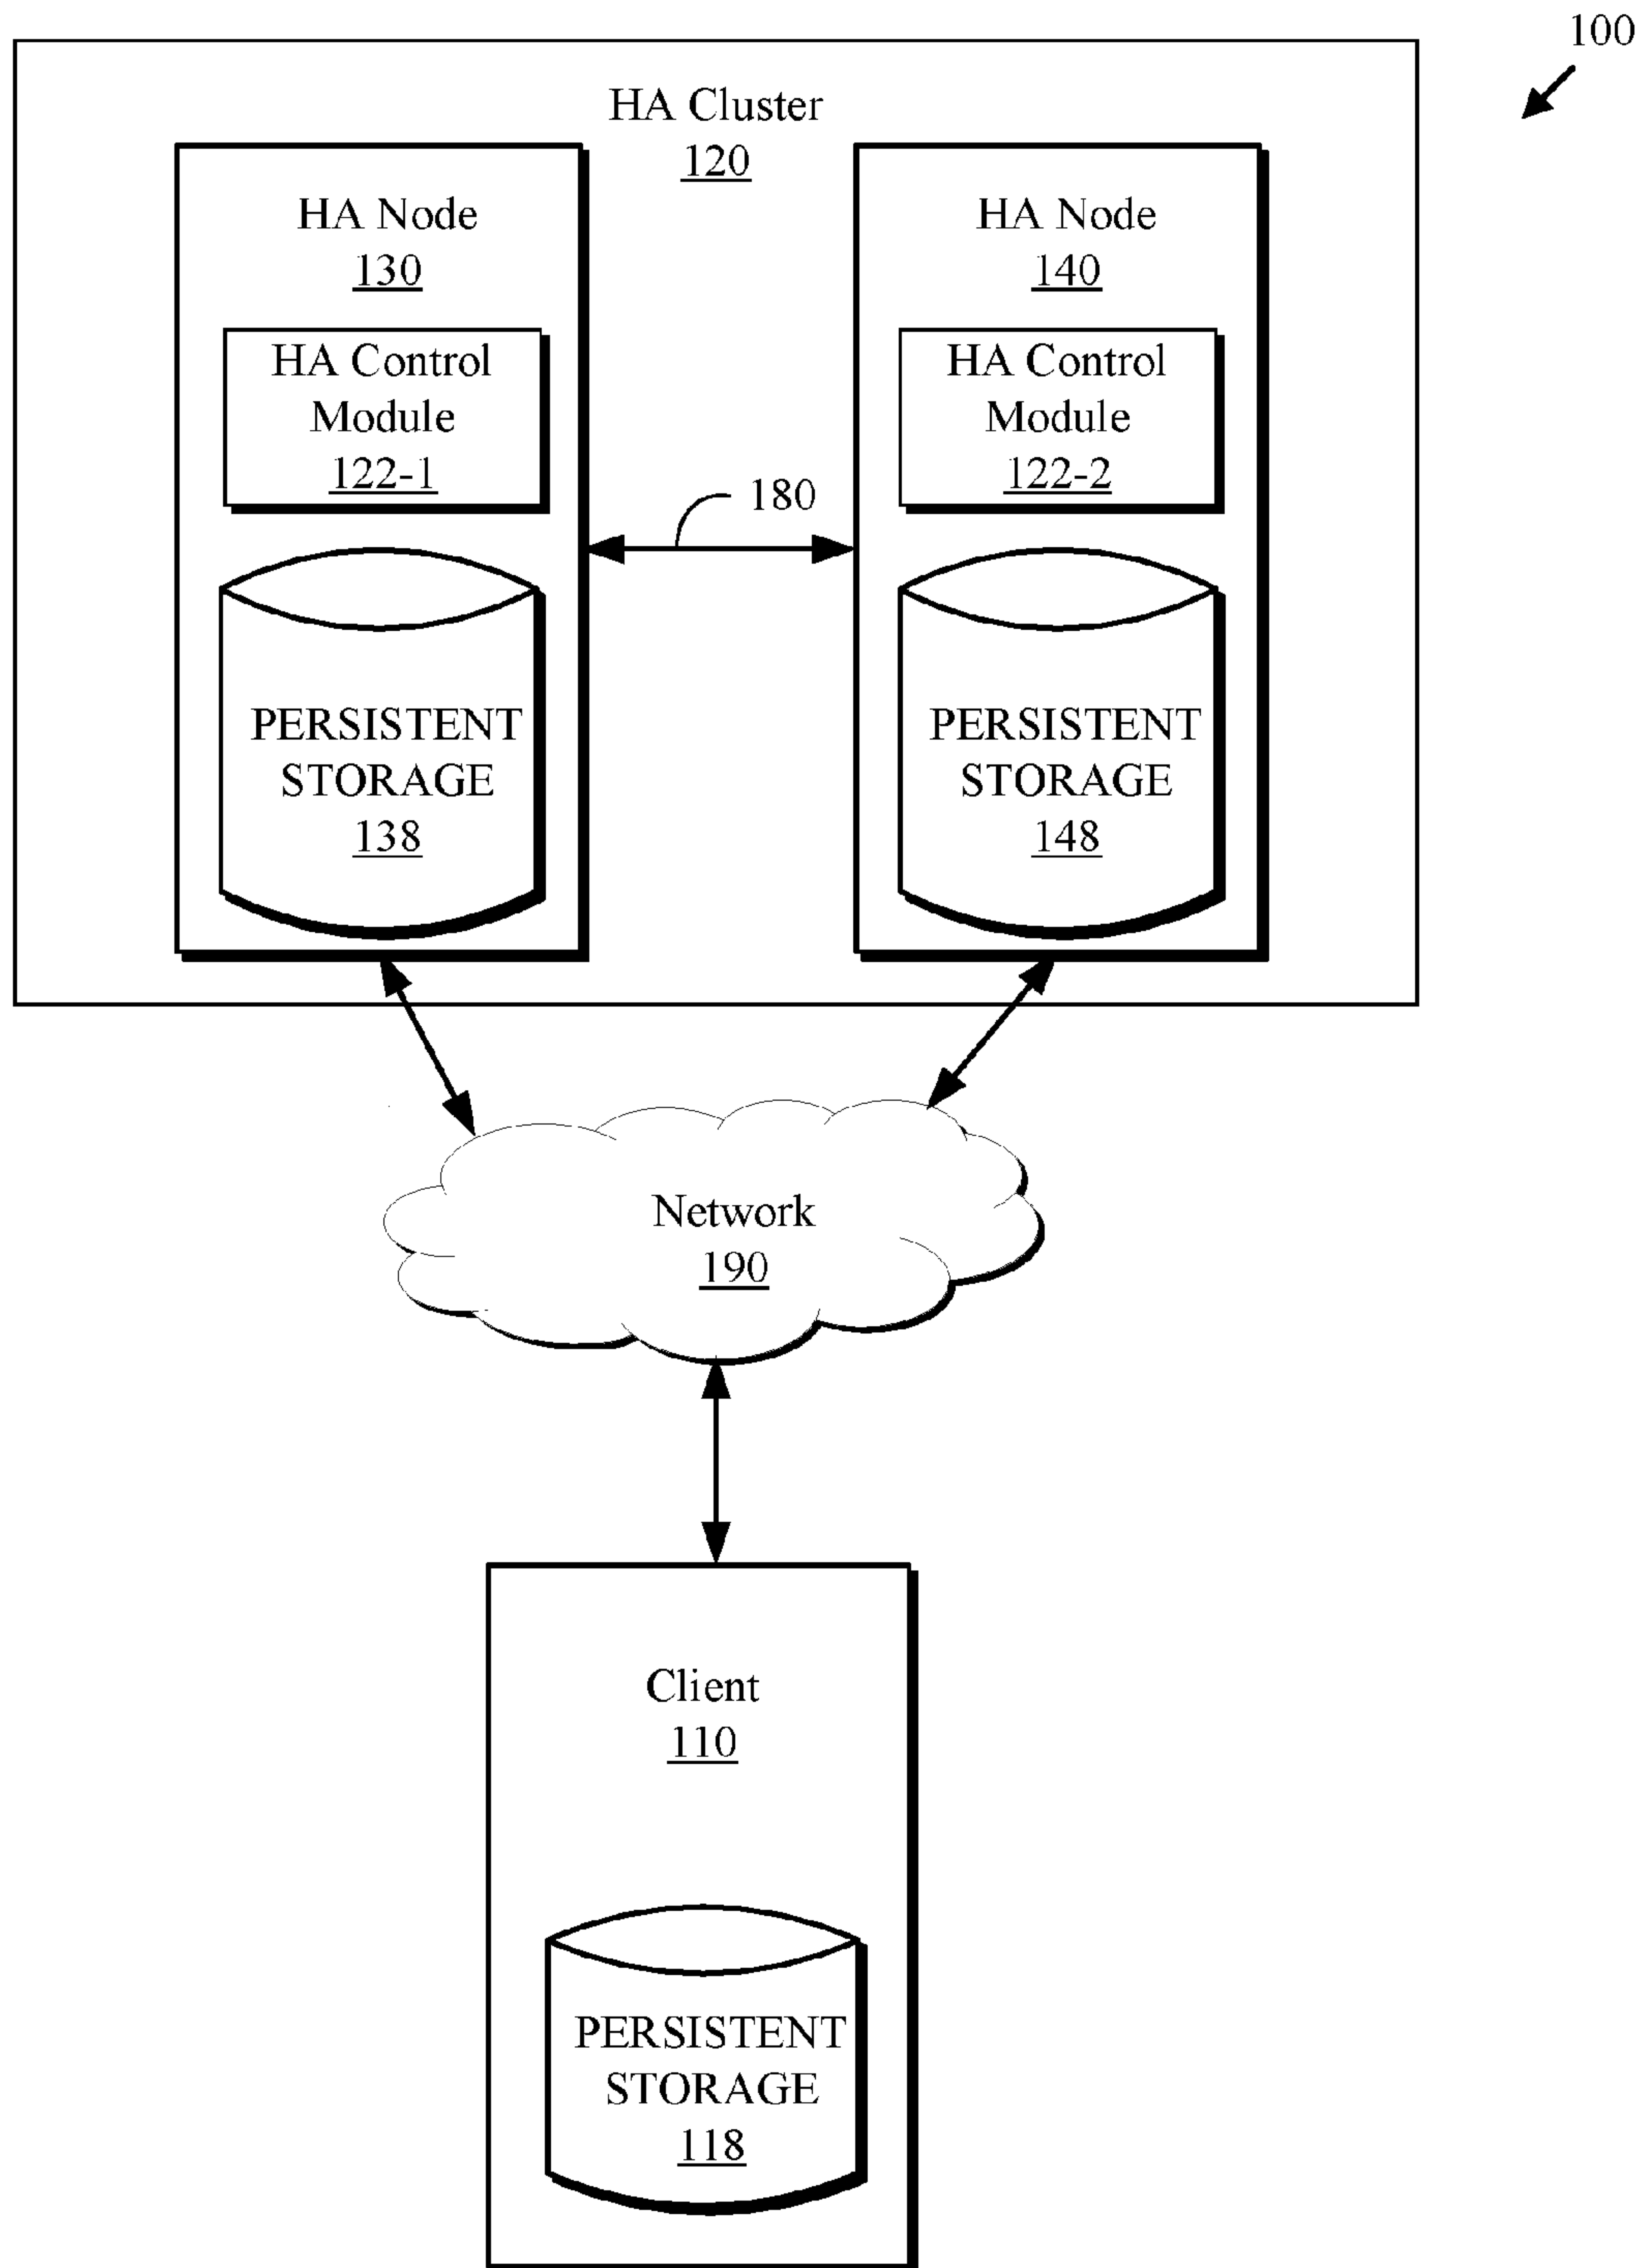 100
HA Cluster
120
HA Node
130
HA Control
Module
122-1
PERSISTENT
STORAGE
138
180
HA Node
140
HA Control
Module
122-2
PERSISTENT
STORAGE
148
Network
190
Client
110
PERSISTENT
STORAGE
118